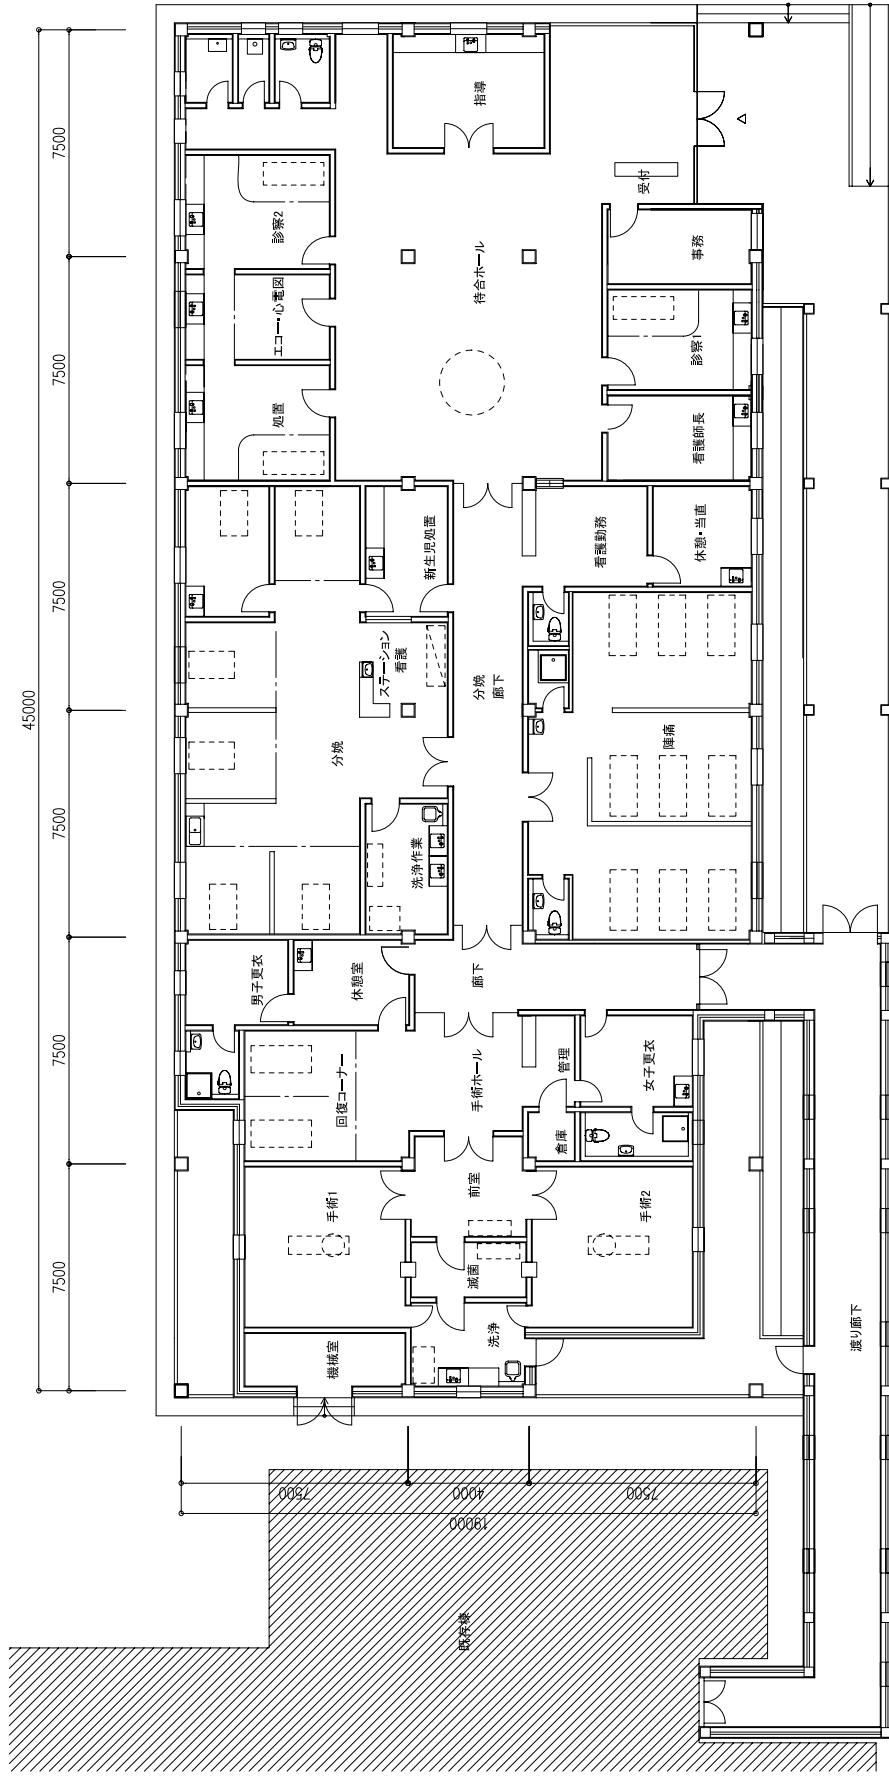 45000
7500
7500
7500
7500
7500
7500
指導
受付
診察2
事務
待合ホール
エコー・心電図
診察1
処置
看護師長
新生児処置
看護勤務
休憩・当直
看護
ステーション
分娩
廊下
分娩
陣痛
洗浄作業
男子更衣
休憩室
廊下
回復コーナー
手術ホール
管理
女子更衣
倉庫
手術1
前室
手術2
滅菌
機械室
洗浄
渡り廊下
7500
4000
7500
19000
既存棟